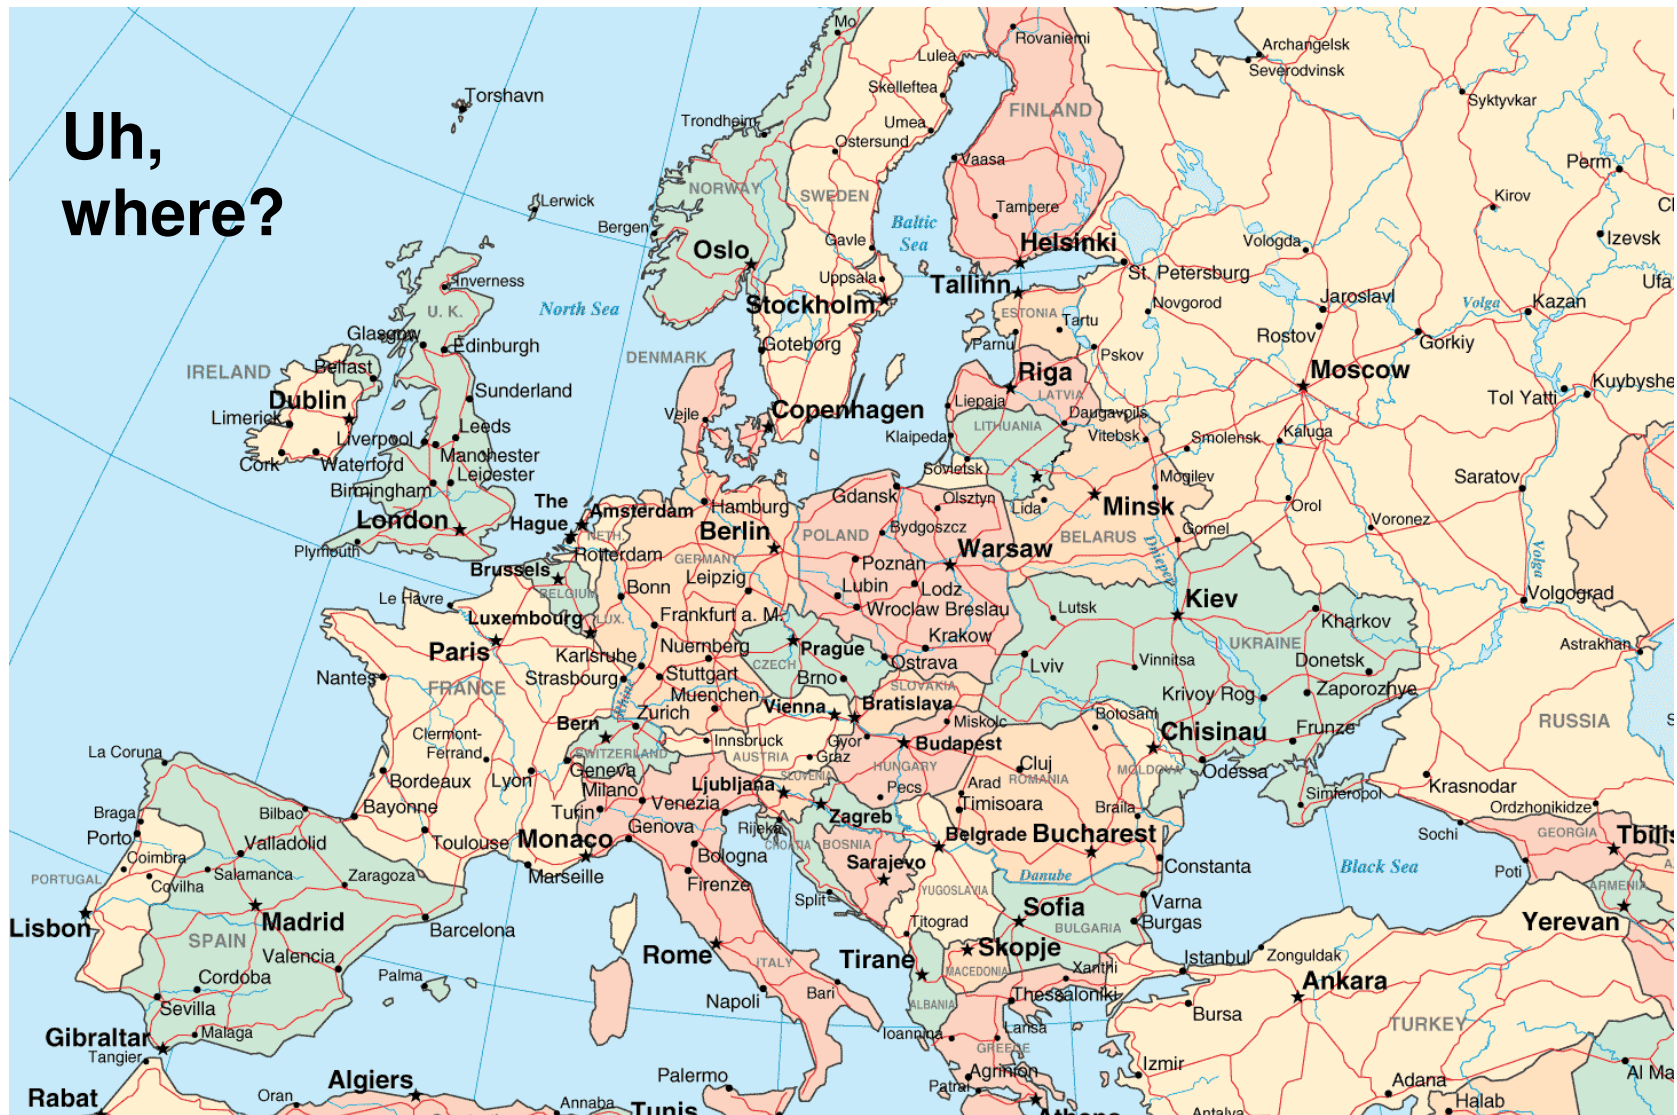 Uh,
where?
Torshavn
Lerwick
Mo
Rovaniemi
Lulea
Archangelsk
Severodvinsk
Skelleftea
Syktyvkar
FINLAND
Trondheim
Umea
Ostersund
Vaasa
Perm
NORWAY
SWEDEN
Kirov
Tampere
Bergen
Baltic
Sea
Gavle
Helsinki
Vologda
Izevsk
Oslo
Uppsala
St. Petersburg
Tallinn
Inverness
North Sea
Stockholm
Novgorod
Jaroslavl
Volga
Kazan
Ufa
U. K.
ESTONIA
Tartu
Rostov
Glasgow
Edinburgh
Goteborg
Parnu
Pskov
Gorkiy
DENMARK
IRELAND
Belfast
Riga
Moscow
Kuybyshe
Sunderland
LATVIA
Tol Yatti
Dublin
Liepaja
Vejle
Copenhagen
Daugavpils
Limerick
Leeds
LITHUANIA
Liverpool
Klaipeda
Vitebsk
Smolensk
Kaluga
Manchester
Cork
Waterford
Leicester
Sovietsk
Mogilev
Saratov
Birmingham
Gdansk
Olsztyn
Lida
Minsk
Orol
The
Hague
Amsterdam
Hamburg
London
Berlin
Bydgoszcz
Gomel
Voronez
NETH.
POLAND
BELARUS
Plymouth
Rotterdam
GERMANY
Warsaw
Dnieper
Volga
Brussels
Leipzig
Poznan
BELGIUM
Bonn
Lubin
Lodz
Le Havre
Kiev
Volgograd
Luxembourg
LUX.
Frankfurt a. M.
Wroclaw Breslau
Lutsk
Kharkov
Paris
Karlsruhe
Nuernberg
Prague
Krakow
UKRAINE
Astrakhan
CZECH
Ostrava
Lviv
Vinnitsa
Donetsk
Nantes
Strasbourg
Stuttgart
Brno
FRANCE
Rhine
Muenchen
SLOVAKIA
Krivoy Rog
Zaporozhye
Vienna
Bratislava
Bern
Zurich
Miskolc
Botosani
RUSSIA
Clermont-
Ferrand
Innsbruck
Gyor
Budapest
Chisinau
Frunze
La Coruna
SWITZERLAND
AUSTRIA
Graz
Geneva
HUNGARY
Cluj
ROMANIA
MOLDOVA
Odessa
Bordeaux
Lyon
Milano
Ljubljana
SLOVENIA
Arad
Krasnodar
Pecs
Simferopol
Braga
Bilbao
Bayonne
Turin
Venezia
Timisoara
Braila
Ordzhonikidze
Zagreb
Porto
Valladolid
Toulouse
Monaco
Genova
Rijeka
Belgrade
Bucharest
Sochi
GEORGIA
CROATIA
BOSNIA
Coimbra
Bologna
Sarajevo
Constanta
Black Sea
PORTUGAL
Covilha
Salamanca
Zaragoza
Marseille
Firenze
YUGOSLAVIA
Danube
Poti
ARMENIA
Split
Sofia
Varna
Lisbon
Madrid
Barcelona
Titograd
BULGARIA
Burgas
Yerevan
SPAIN
Rome
Tirane
Skopje
Valencia
Istanbul
Zonguldak
Cordoba
Palma
ITALY
MACEDONIA
Xanthi
Ankara
Sevilla
Napoli
Bari
ALBANIA
Thessaloniki
Bursa
TURKEY
Gibraltar
Malaga
Ioannina
Larisa
Tangier
GREECE
Izmir
Algiers
Palermo
Agrinion
Patrai
Adana
Rabat
Oran
Annaba
Halab